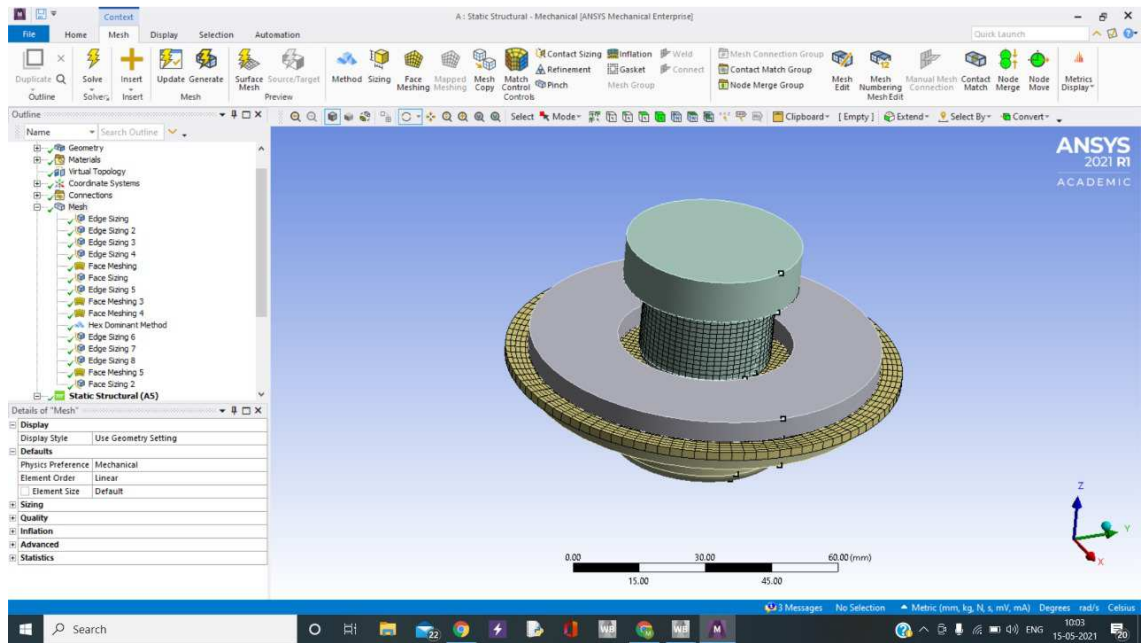 Context
A : Static Structural - Mechanical [ANSYS Mechanical Enterprise]
File Home Mesh Display Selection Automation
Quick Launch
Duplicate Q
Outline
Solve
Solvers
Insert
Insert
Update Generate
Mesh
Surface Mesh
Source/Target
Preview
Method Sizing
Face Meshing
Mapped Meshing
Mesh Copy
Match Control
Contact Sizing
Refinement
Pinch
Inflation
Gasket
Mesh Group
Weld
Connect
Controls
Mesh Connection Group
Contact Match Group
Node Merge Group
Mesh Edit
Mesh Numbering
Manual Mesh Connection
Contact Match
Node Merge
Node Move
Mesh Edit
Metrics Display
Outline
Select Mode Clipboard [Empty] Extend Select By Convert
Name Search Outline
Geometry
Materials
Virtual Topology
Coordinate Systems
Connections
Mesh
Edge Sizing
Edge Sizing 2
Edge Sizing 3
Edge Sizing 4
Face Meshing
Face Sizing
Edge Sizing 5
Face Meshing 3
Face Meshing 4
Hex Dominant Method
Edge Sizing 6
Edge Sizing 7
Edge Sizing 8
Face Meshing 5
Face Sizing 2
Static Structural (A5)
ANSYS
2021 R1
ACADEMIC
Details of "Mesh"
Display
Display Style Use Geometry Setting
Defaults
Physics Preference Mechanical
Element Order Linear
Element Size Default
Sizing
Quality
Inflation
Advanced
Statistics
Z
Y
X
0.00 30.00 60.00 (mm)
15.00 45.00
3 Messages No Selection Metric (mm, kg, N, s, mV, mA) Degrees rad/s Celsius
Search
22
WB
WB
M
ENG
10:03
15-05-2021
20